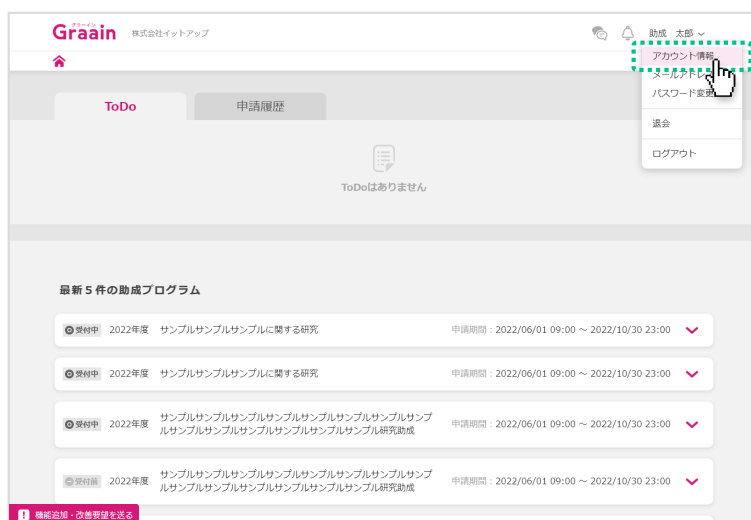 グラーイン
Graain 株式会社イットアップ 助成 太郎
アカウント情報
メールアドレ
パスワード変更
退会
ログアウト
ToDo 申請履歴
ToDoはありません
最新5件の助成プログラム
受付中 2022年度 サンプルサンプルサンプルに関する研究 申請期間:2022/06/01 09:00 ～ 2022/10/30 23:00
受付中 2022年度 サンプルサンプルサンプルに関する研究 申請期間:2022/06/01 09:00 ～ 2022/10/30 23:00
受付中 2022年度 サンプルサンプルサンプルサンプルサンプルサンプルサンプルサンプ
ルサンプルサンプルサンプルサンプルサンプルサンプル研究助成 申請期間:2022/06/01 09:00 ～ 2022/10/30 23:00
受付前 2022年度 サンプルサンプルサンプルサンプルサンプルサンプルサンプルサンプ
ルサンプルサンプルサンプルサンプルサンプルサンプル研究助成 申請期間:2022/06/01 09:00 ～ 2022/10/30 23:00
機能追加・改善要望を送る